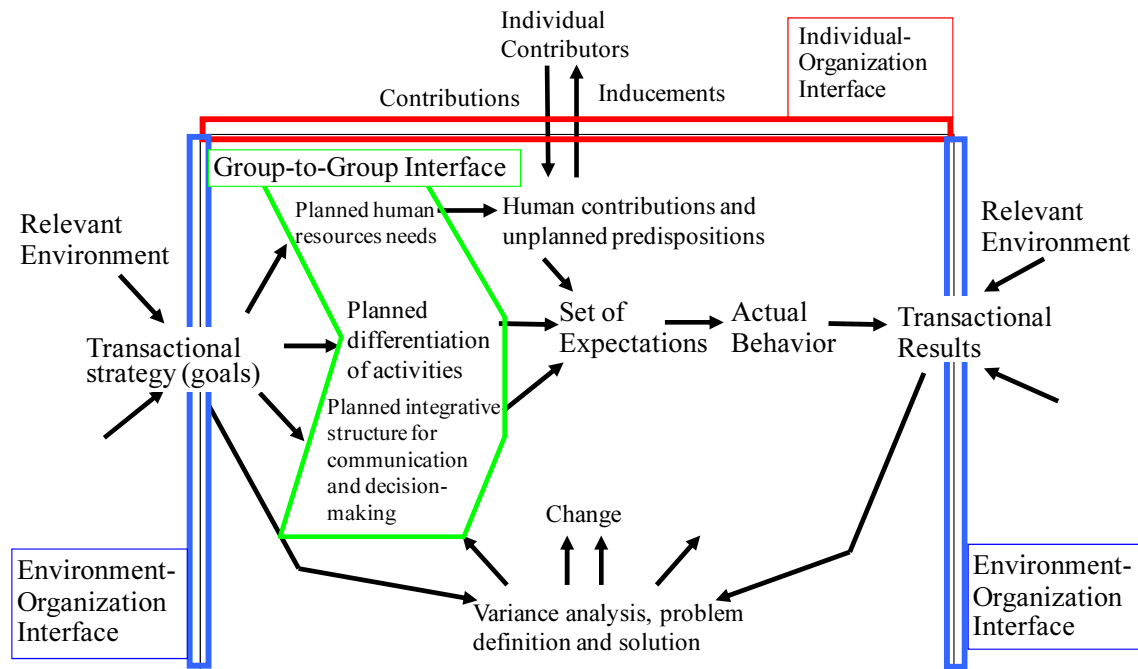 Individual
Contributors
Individual-
Organization
Interface
Contributions
Inducements
Group-to-Group Interface
Relevant
Environment
Planned human
resources needs
Human contributions and
unplanned predispositions
Relevant
Environment
Transactional
strategy (goals)
Planned
differentiation
of activities
Set of
Expectations
Actual
Behavior
Transactional
Results
Planned integrative
structure for
communication
and decision-
making
Change
Environment-
Organization
Interface
Variance analysis, problem
definition and solution
Environment-
Organization
Interface